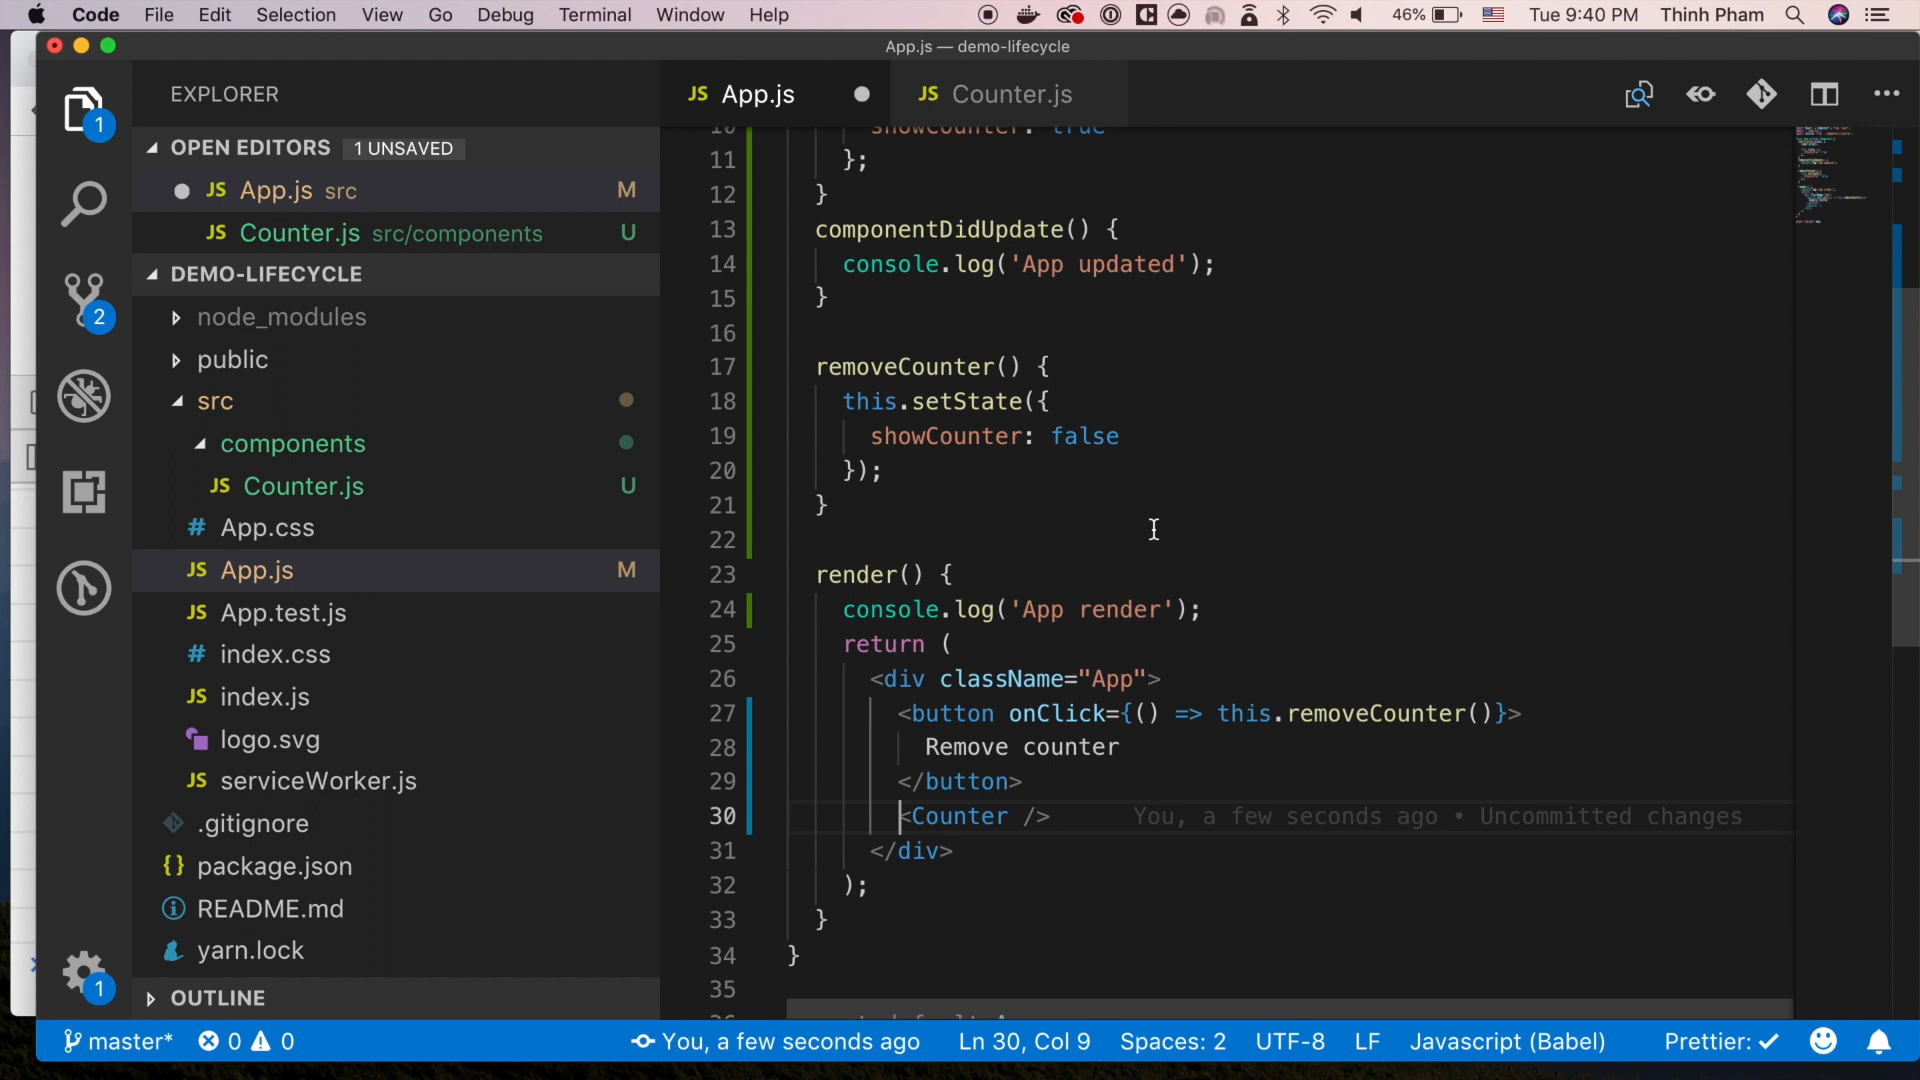 Code File Edit Selection View Go Debug Terminal Window Help 46% Tue 9:40 PM Thinh Pham
App.js — demo-lifecycle
EXPLORER
JS App.js
JS Counter.js
1
OPEN EDITORS 1 UNSAVED
JS App.js src M
JS Counter.js src/components U
DEMO-LIFECYCLE
node_modules
2
public
src
components
JS Counter.js U
# App.css
JS App.js M
JS App.test.js
# index.css
JS index.js
logo.svg
JS serviceWorker.js
.gitignore
{} package.json
README.md
yarn.lock
1
OUTLINE
10 showCounter: true
11 };
12 }
13 componentDidUpdate() {
14 console.log('App updated');
15 }
16
17 removeCounter() {
18 this.setState({
19 showCounter: false
20 });
21 }
22
23 render() {
24 console.log('App render');
25 return (
26 <div className="App">
27 <button onClick={() => this.removeCounter()}>
28 Remove counter
29 </button>
30 <Counter /> You, a few seconds ago • Uncommitted changes
31 </div>
32 );
33 }
34 }
35
master* 0 0 You, a few seconds ago Ln 30, Col 9 Spaces: 2 UTF-8 LF Javascript (Babel) Prettier: ✓